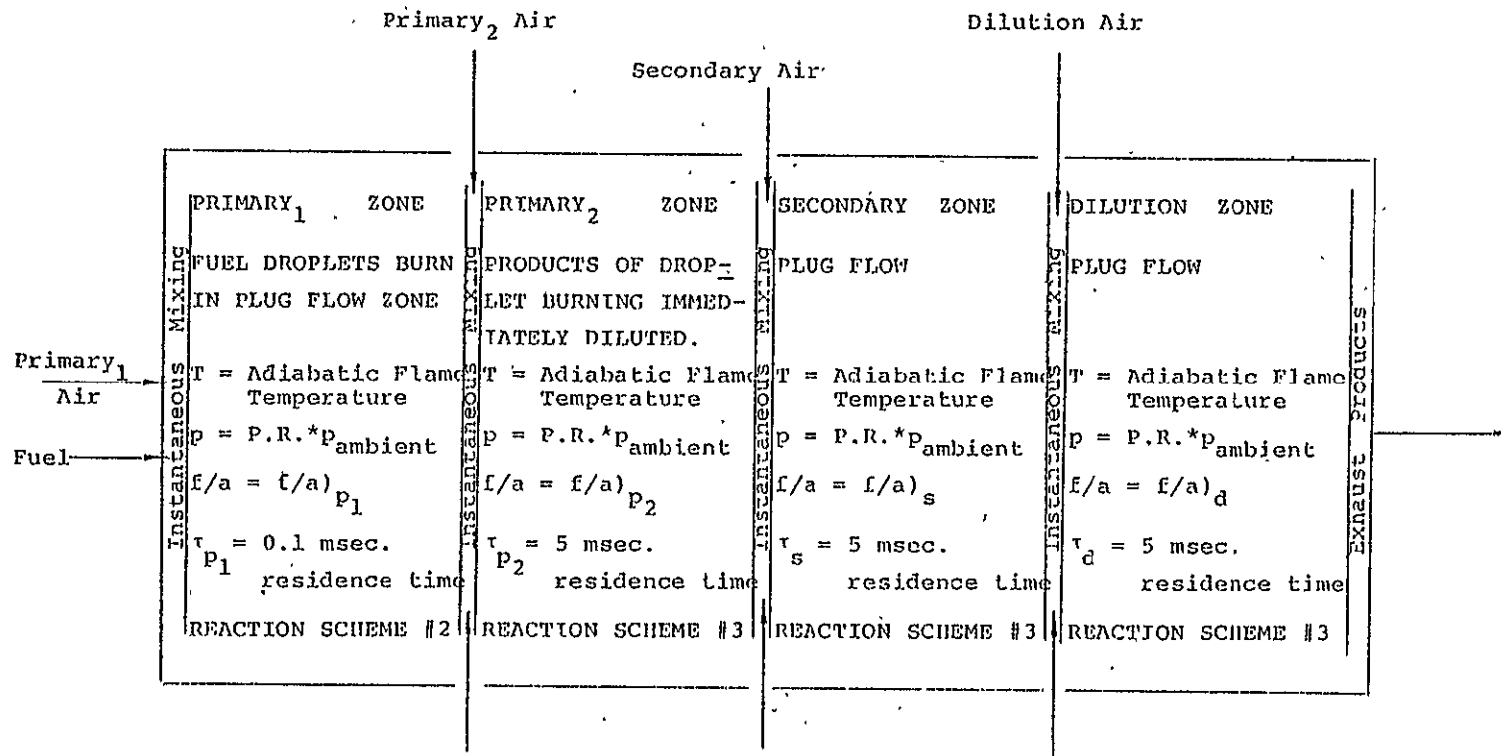 Primary2 Air
Dilution Air
Secondary Air
Instantaneous Mixing
PRIMARY1 ZONE
FUEL DROPLETS BURN
IN PLUG FLOW ZONE
T = Adiabatic Flame
Temperature
p = P.R.*pambient
f/a = f/a)p1
τp1 = 0.1 msec.
residence time
REACTION SCHEME #2
Instantaneous Mixing
PRIMARY2 ZONE
PRODUCTS OF DROP-
LET BURNING IMMED-
IATELY DILUTED.
T = Adiabatic Flame
Temperature
p = P.R.*pambient
f/a = f/a)p2
τp2 = 5 msec.
residence time
REACTION SCHEME #3
Instantaneous Mixing
SECONDARY ZONE
PLUG FLOW
T = Adiabatic Flame
Temperature
p = P.R.*pambient
f/a = f/a)s
τs = 5 msec.
residence time
REACTION SCHEME #3
Instantaneous Mixing
DILUTION ZONE
PLUG FLOW
T = Adiabatic Flame
Temperature
p = P.R.*pambient
f/a = f/a)d
τd = 5 msec.
residence time
REACTION SCHEME #3
Exhaust Products
Primary1
Air
Fuel